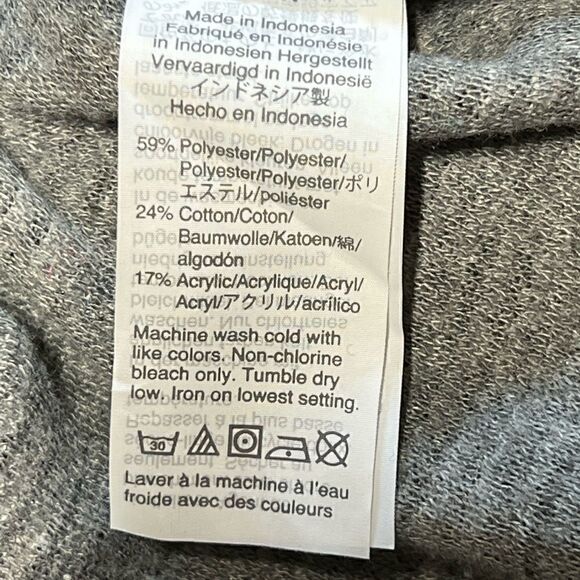 Made in Indonesia
Fabriqué en Indonésie
in Indonesien Hergestellt
Vervaardigd in Indonesië
インドネシア製
Hecho en Indonesia
59% Polyester/Polyester/
Polyester/Polyester/ポリ
エステル/poliéster
24% Cotton/Coton/
Baumwolle/Katoen/綿/
algodón
17% Acrylic/Acrylique/Acryl/
Acryl/アクリル/acrílico
Machine wash cold with
like colors. Non-chlorine
bleach only. Tumble dry
low. Iron on lowest setting.
30
Laver à la machine à l'eau
froide avec des couleurs